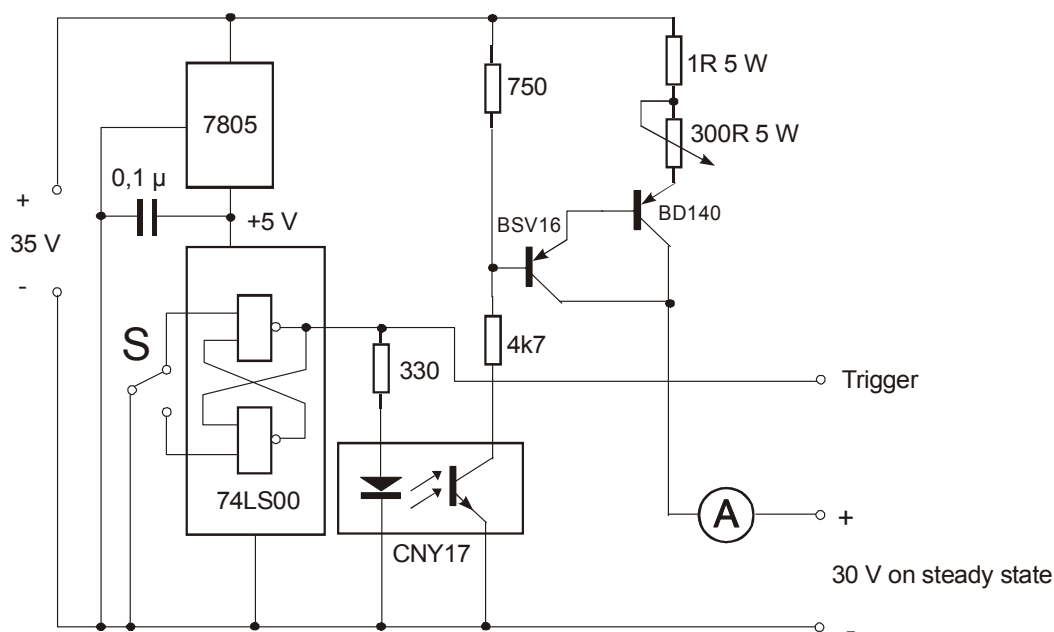 1R 5 W
750
7805
300R 5 W
0,1 µ
+
35 V
-
+5 V
BSV16
BD140
S
4k7
330
Trigger
74LS00
A
+
CNY17
30 V on steady state
-